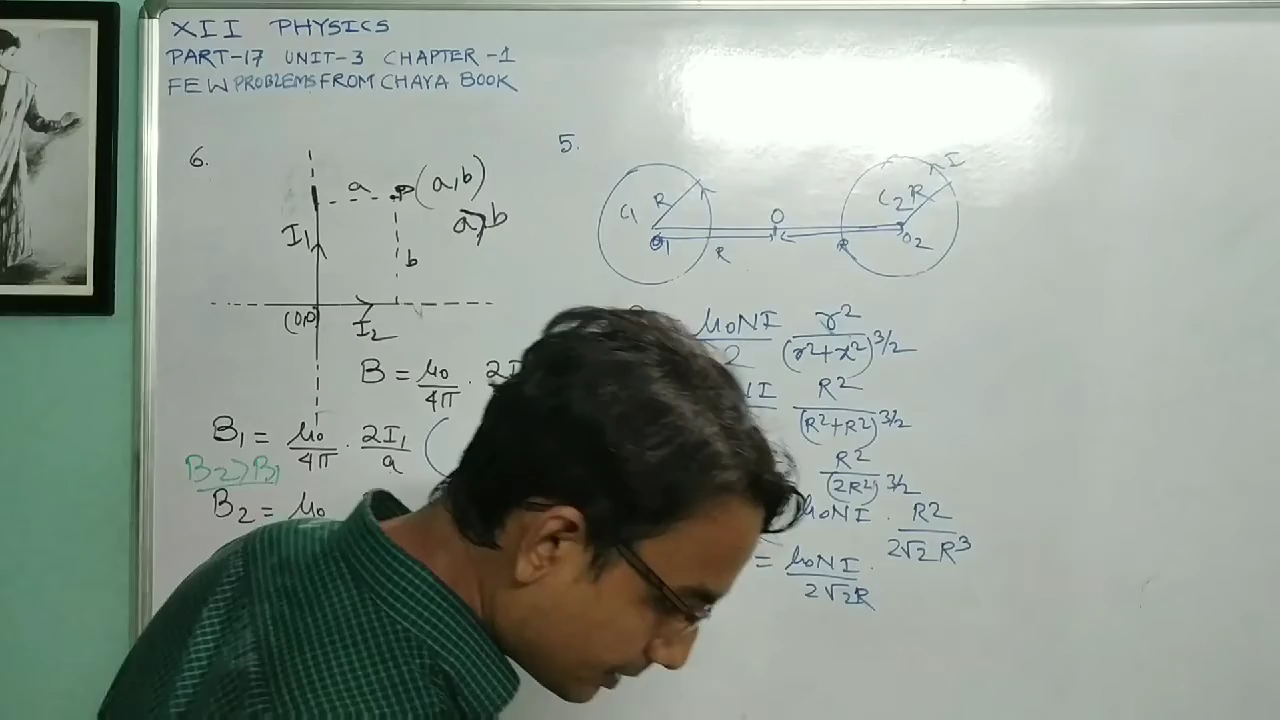 XII PHYSICS
PART-17 UNIT-3 CHAPTER-1
FEW PROBLEMS FROM CHAYA BOOK
6.
a P (a,b)
a>b
I₁
b
(0,0)
I₂
B = μ₀/4π . 2I
B₁ = μ₀/4π . 2I₁/a (
B₂>B₁
B₂ = μ₀
5.
I
C₁ R
C₂ R
O₁ O O₂
R R
μ₀NI/2 r²/(r²+x²)^3/2
R²/(R²+R²)^3/2
R²/(2R²)^3/2
μ₀NI . R²/2√2 R³
= μ₀NI/2√2R .